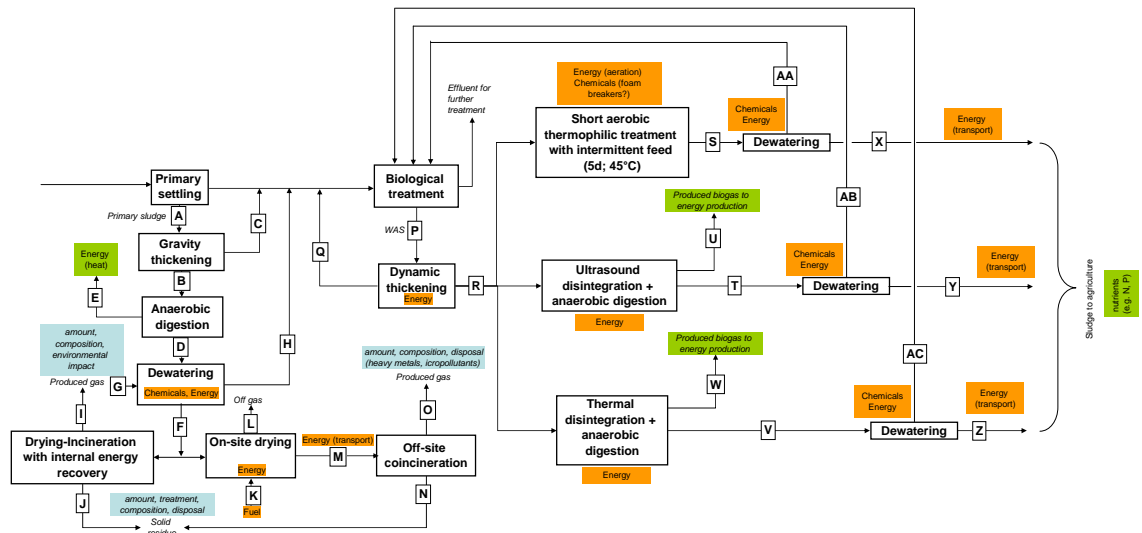 AC
Energy (aeration)
Chemicals (foam
breakers?)
AA
Effluent for
further
treatment
Short aerobic
thermophilic treatment
with intermittent feed
(5d; 45°C)
S
Chemicals
Energy
Dewatering
X
Energy
(transport)
Primary
settling
Biological
treatment
Primary sludge
A
C
WAS
P
Produced biogas to
energy production
AB
Gravity
thickening
Q
U
Energy
(heat)
B
E
Dynamic
thickening
Energy
R
Ultrasound
disintegration +
anaerobic digestion
Energy
T
Chemicals
Energy
Dewatering
Y
Energy
(transport)
Sludge to agriculture
nutrients
(e.g. N, P)
Anaerobic
digestion
D
H
amount,
composition,
environmental
impact
Produced gas
G
Dewatering
Chemicals, Energy
amount, composition, disposal
(heavy metals, icropollutants)
Produced gas
Produced biogas to
energy production
W
AC
I
F
Off gas
L
O
Thermal
disintegration +
anaerobic
digestion
Energy
V
Chemicals
Energy
Dewatering
Z
Energy
(transport)
Drying-Incineration
with internal energy
recovery
On-site drying
Energy
Energy (transport)
M
Off-site
coincineration
J
K
Fuel
N
amount, treatment,
composition, disposal
Solid
residue